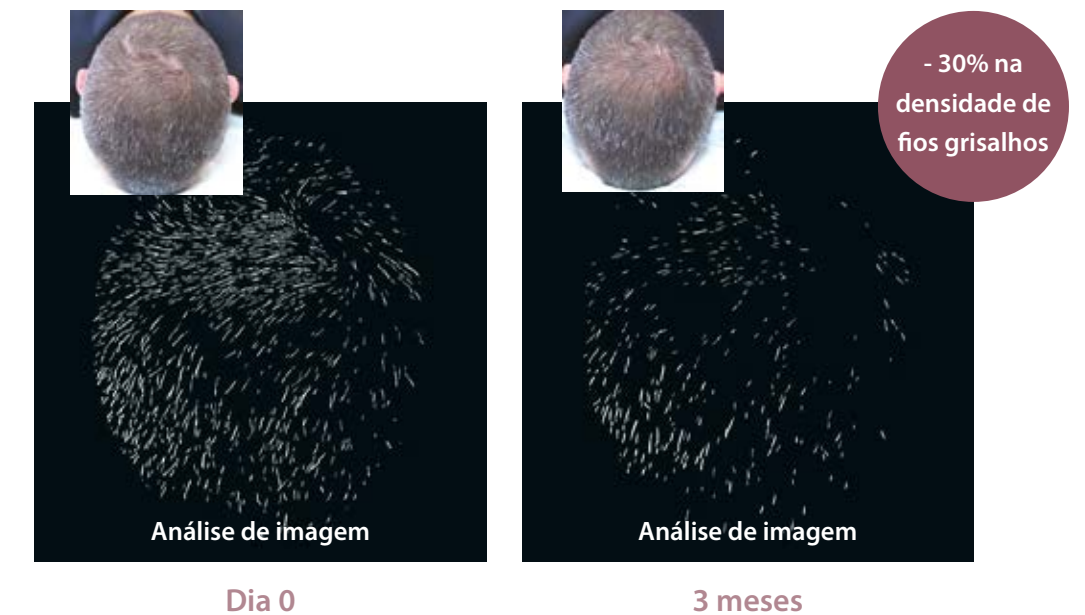 - 30% na
densidade de
fios grisalhos
Análise de imagem
Análise de imagem
Dia 0
3 meses